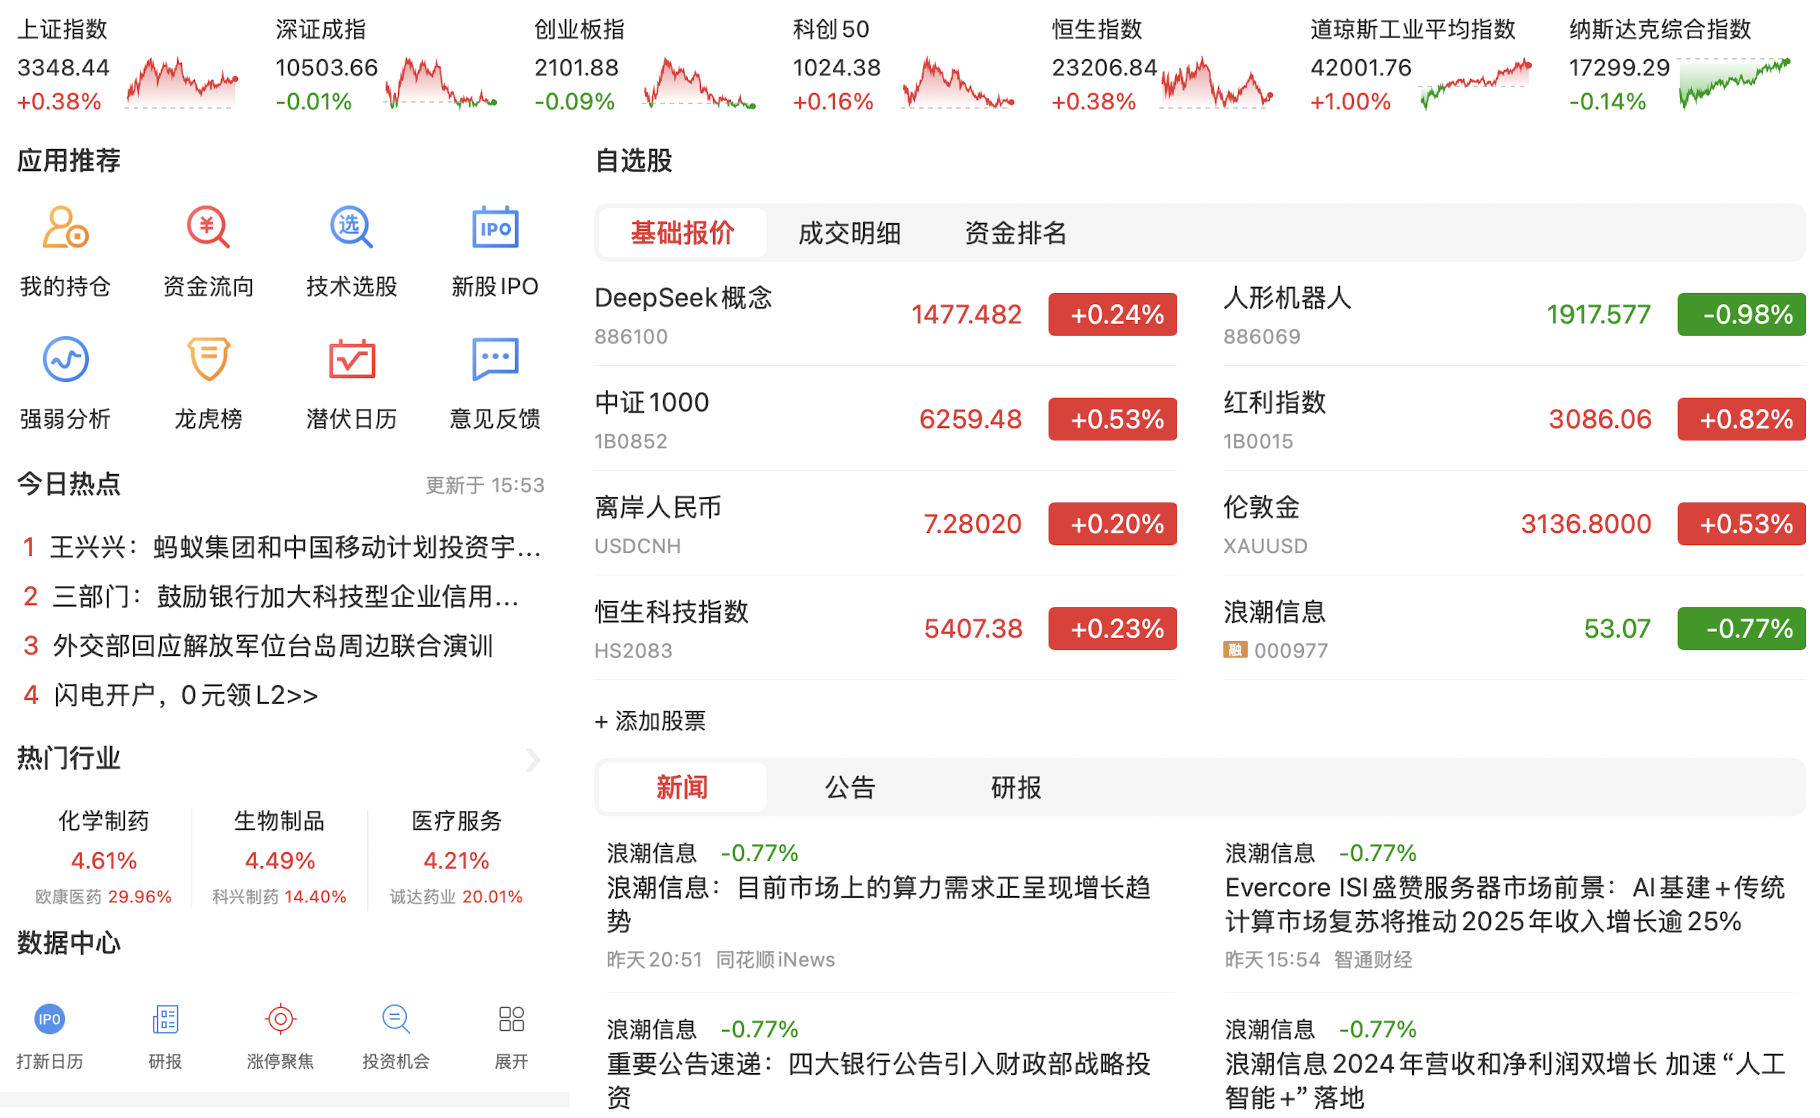 上证指数
3348.44
+0.38%
深证成指
10503.66
-0.01%
创业板指
2101.88
-0.09%
科创50
1024.38
+0.16%
恒生指数
23206.84
+0.38%
道琼斯工业平均指数
42001.76
+1.00%
纳斯达克综合指数
17299.29
-0.14%
应用推荐
¥
选
IPO
我的持仓
资金流向
技术选股
新股IPO
强弱分析
龙虎榜
潜伏日历
意见反馈
今日热点
更新于 15:53
1 王兴兴：蚂蚁集团和中国移动计划投资宇...
2 三部门：鼓励银行加大科技型企业信用...
3 外交部回应解放军位台岛周边联合演训
4 闪电开户，0元领L2>>
热门行业
化学制药
4.61%
欧康医药 29.96%
生物制品
4.49%
科兴制药 14.40%
医疗服务
4.21%
诚达药业 20.01%
数据中心
IPO
打新日历
研报
涨停聚焦
投资机会
展开
自选股
基础报价
成交明细
资金排名
DeepSeek概念
886100
1477.482
+0.24%
人形机器人
886069
1917.577
-0.98%
中证1000
1B0852
6259.48
+0.53%
红利指数
1B0015
3086.06
+0.82%
离岸人民币
USDCNH
7.28020
+0.20%
伦敦金
XAUUSD
3136.8000
+0.53%
恒生科技指数
HS2083
5407.38
+0.23%
浪潮信息
融 000977
53.07
-0.77%
+ 添加股票
新闻
公告
研报
浪潮信息 -0.77%
浪潮信息：目前市场上的算力需求正呈现增长趋
势
昨天20:51 同花顺iNews
浪潮信息 -0.77%
Evercore ISI盛赞服务器市场前景：AI基建+传统
计算市场复苏将推动2025年收入增长逾25%
昨天15:54 智通财经
浪潮信息 -0.77%
重要公告速递：四大银行公告引入财政部战略投
资
浪潮信息 -0.77%
浪潮信息2024年营收和净利润双增长 加速“人工
智能+”落地